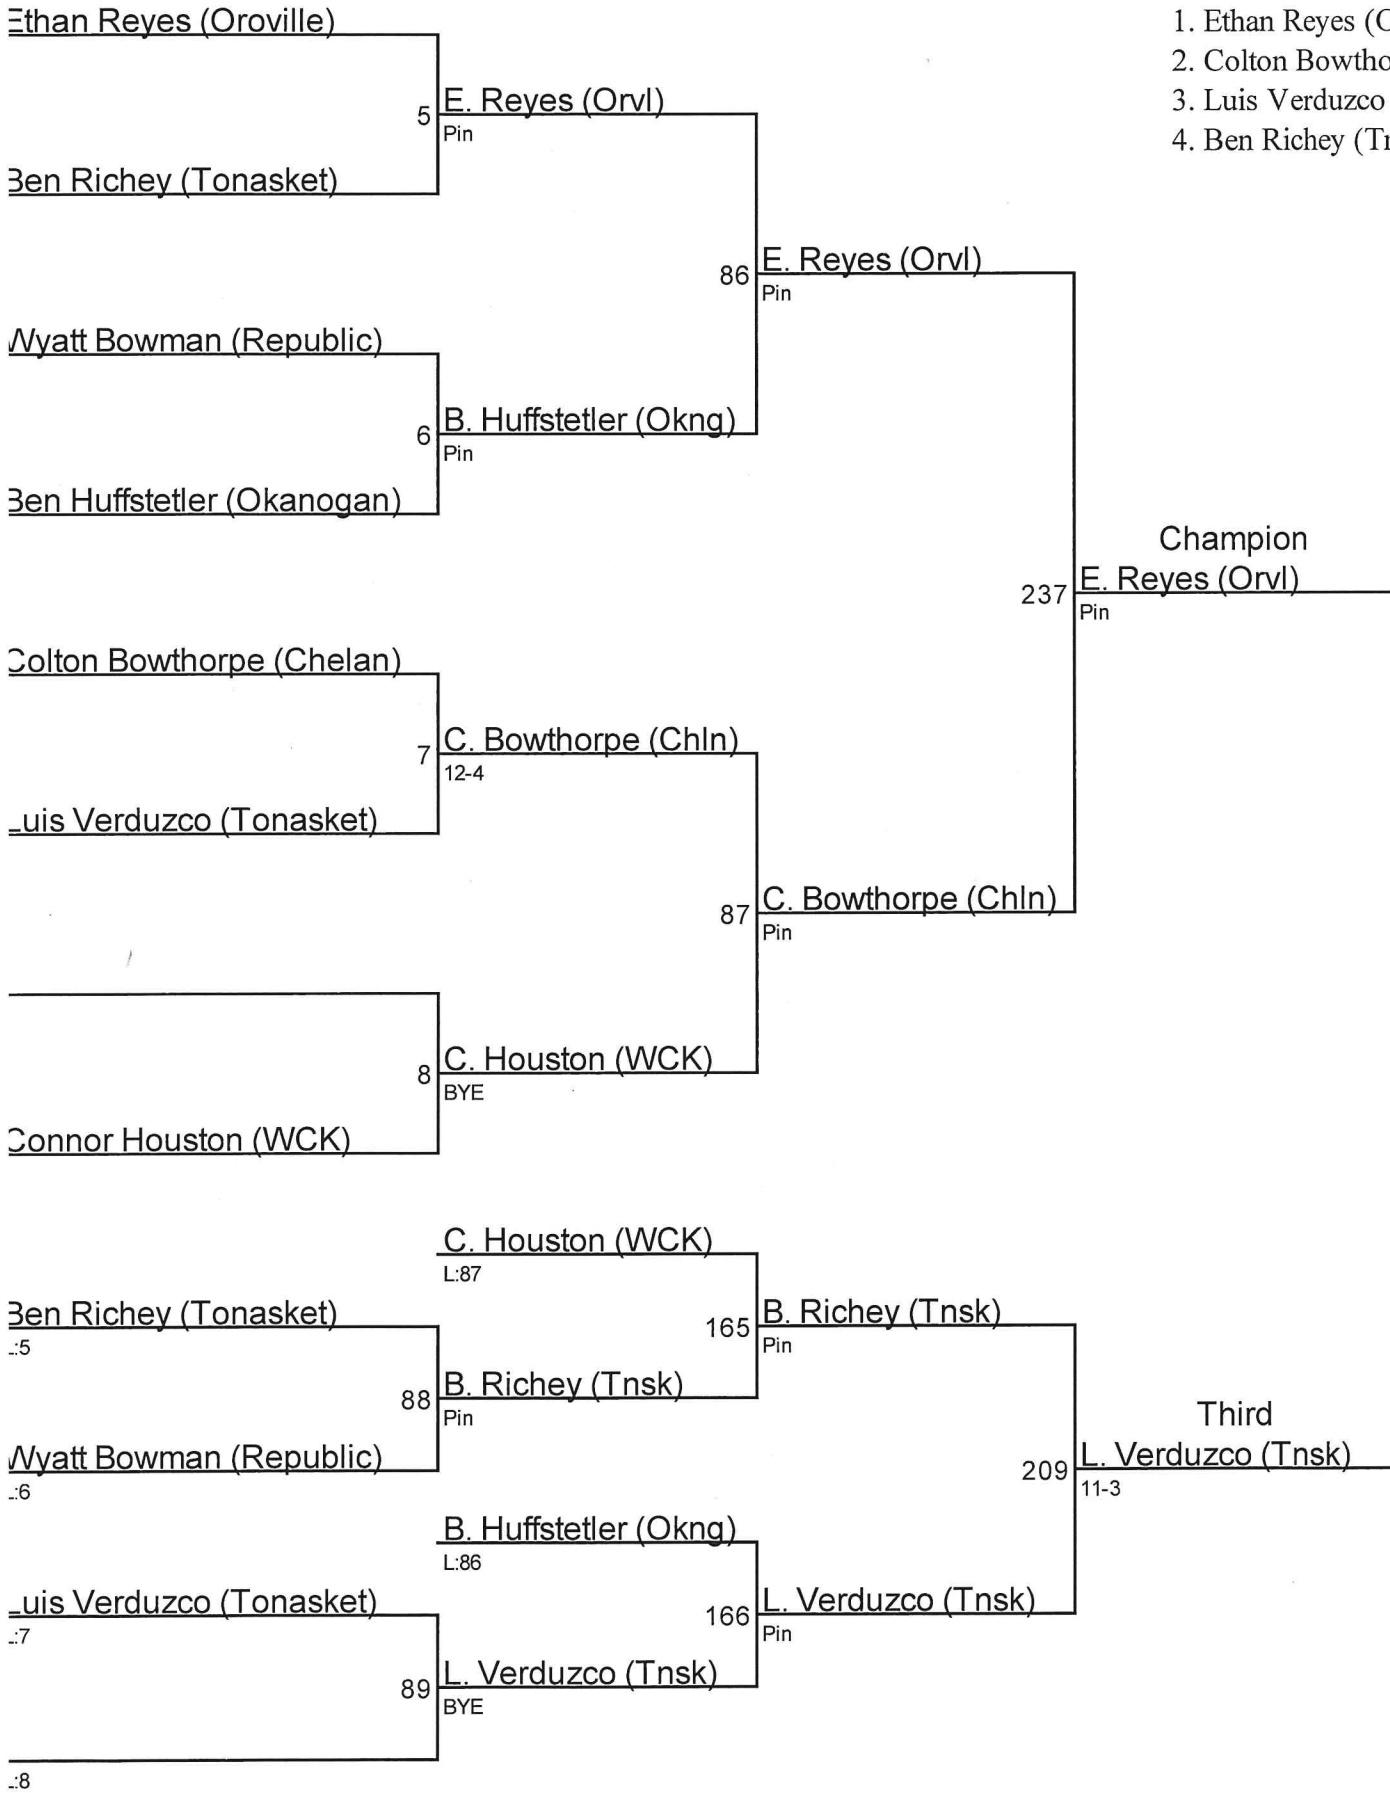 Ethan Reyes (Oroville)
1. Ethan Reyes (O
2. Colton Bowtho
3. Luis Verduzco
4. Ben Richey (Tn
5
E. Reyes (Orvl)
Pin
Ben Richey (Tonasket)
86
E. Reyes (Orvl)
Pin
Wyatt Bowman (Republic)
6
B. Huffstetler (Okng)
Pin
Ben Huffstetler (Okanogan)
Champion
237
E. Reyes (Orvl)
Pin
Colton Bowthorpe (Chelan)
7
C. Bowthorpe (Chln)
12-4
Luis Verduzco (Tonasket)
87
C. Bowthorpe (Chln)
Pin
8
C. Houston (WCK)
BYE
Connor Houston (WCK)
C. Houston (WCK)
L:87
Ben Richey (Tonasket)
L:5
165
B. Richey (Tnsk)
Pin
88
B. Richey (Tnsk)
Pin
Wyatt Bowman (Republic)
L:6
Third
209
L. Verduzco (Tnsk)
11-3
B. Huffstetler (Okng)
L:86
Luis Verduzco (Tonasket)
L:7
166
L. Verduzco (Tnsk)
Pin
89
L. Verduzco (Tnsk)
BYE
L:8